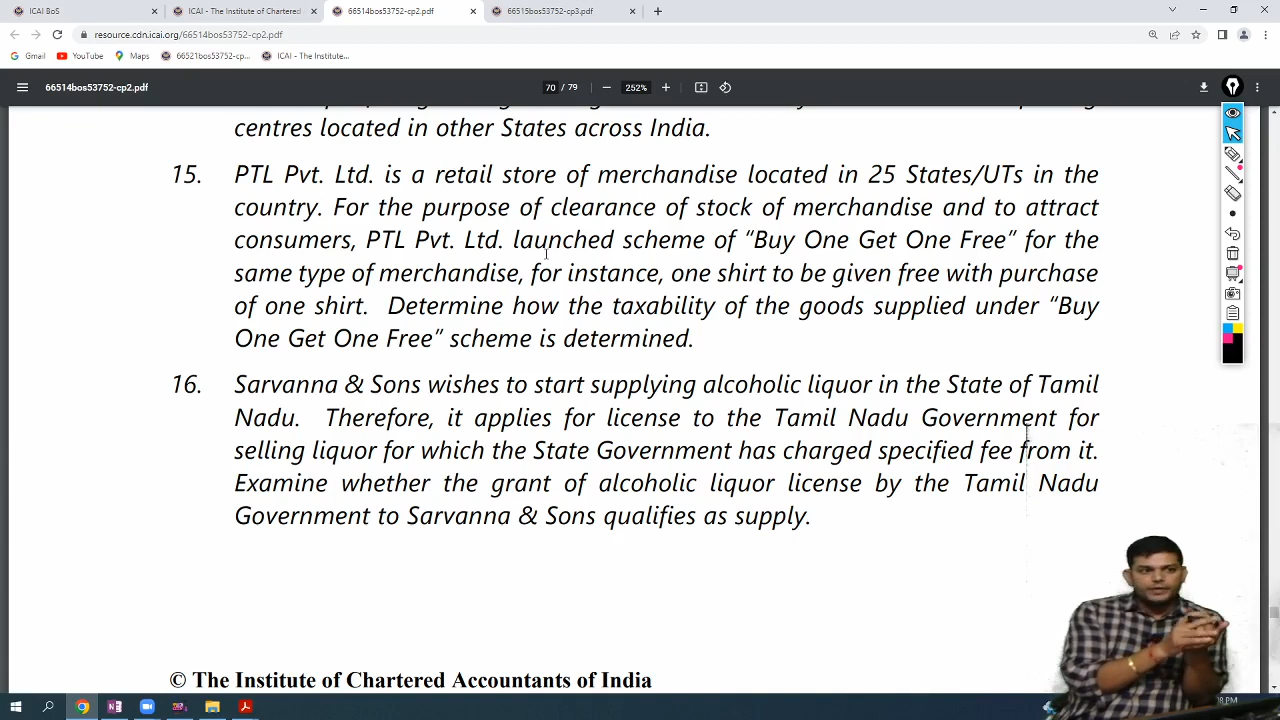 ICAI BoS
ICAI - The Institute of Chartered
66514bos53752-cp2.pdf
66515bos53752-cp3.pdf
resource.cdn.icai.org/66514bos53752-cp2.pdf
Gmail
YouTube
Maps
66521bos53752-cp...
ICAI - The Institute...
66514bos53752-cp2.pdf
70 / 79
252%
centres located in other States across India.
15. PTL Pvt. Ltd. is a retail store of merchandise located in 25 States/UTs in the
country. For the purpose of clearance of stock of merchandise and to attract
consumers, PTL Pvt. Ltd. launched scheme of “Buy One Get One Free” for the
same type of merchandise, for instance, one shirt to be given free with purchase
of one shirt. Determine how the taxability of the goods supplied under “Buy
One Get One Free” scheme is determined.
16. Sarvanna & Sons wishes to start supplying alcoholic liquor in the State of Tamil
Nadu. Therefore, it applies for license to the Tamil Nadu Government for
selling liquor for which the State Government has charged specified fee from it.
Examine whether the grant of alcoholic liquor license by the Tamil Nadu
Government to Sarvanna & Sons qualifies as supply.
© The Institute of Chartered Accountants of India